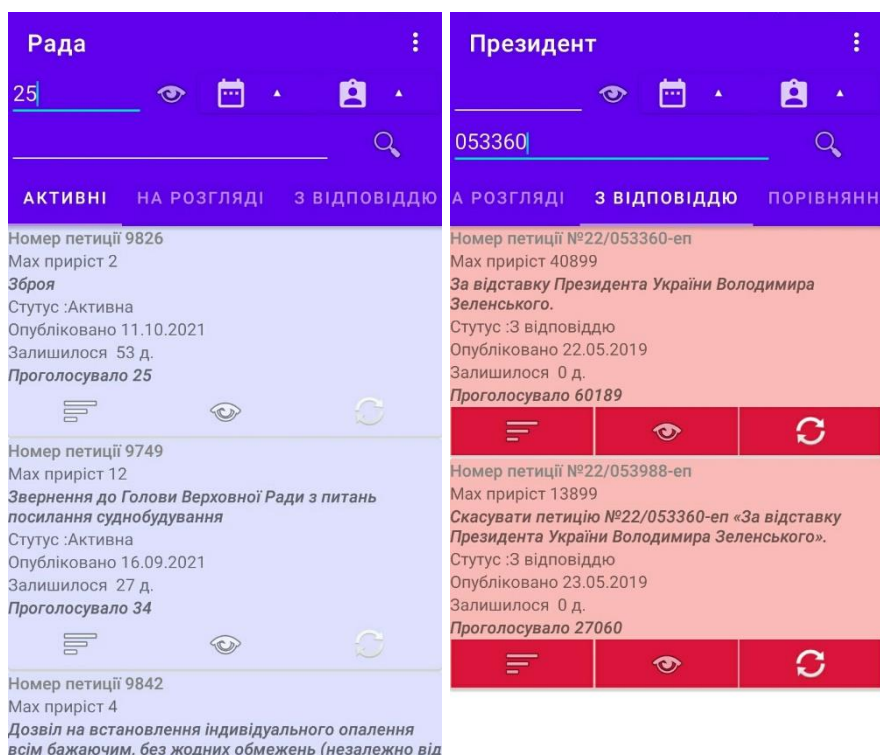 Рада
25
АКТИВНІ НА РОЗГЛЯДІ З ВІДПОВІДДЮ
Номер петиції 9826
Мах приріст 2
Зброя
Стутус :Активна
Опубліковано 11.10.2021
Залишилося 53 д.
Проголосувало 25
Номер петиції 9749
Мах приріст 12
Звернення до Голови Верховної Ради з питань
посилання суднобудування
Стутус :Активна
Опубліковано 16.09.2021
Залишилося 27 д.
Проголосувало 34
Номер петиції 9842
Мах приріст 4
Дозвіл на встановлення індивідуального опалення
всім бажаючим, без жодних обмежень (незалежно від
Президент
053360
А РОЗГЛЯДІ З ВІДПОВІДДЮ ПОРІВНЯНН
Номер петиції №22/053360-еп
Мах приріст 40899
За відставку Президента України Володимира
Зеленського.
Стутус :З відповіддю
Опубліковано 22.05.2019
Залишилося 0 д.
Проголосувало 60189
Номер петиції №22/053988-еп
Мах приріст 13899
Скасувати петицію №22/053360-еп «За відставку
Президента України Володимира Зеленського».
Стутус :З відповіддю
Опубліковано 23.05.2019
Залишилося 0 д.
Проголосувало 27060